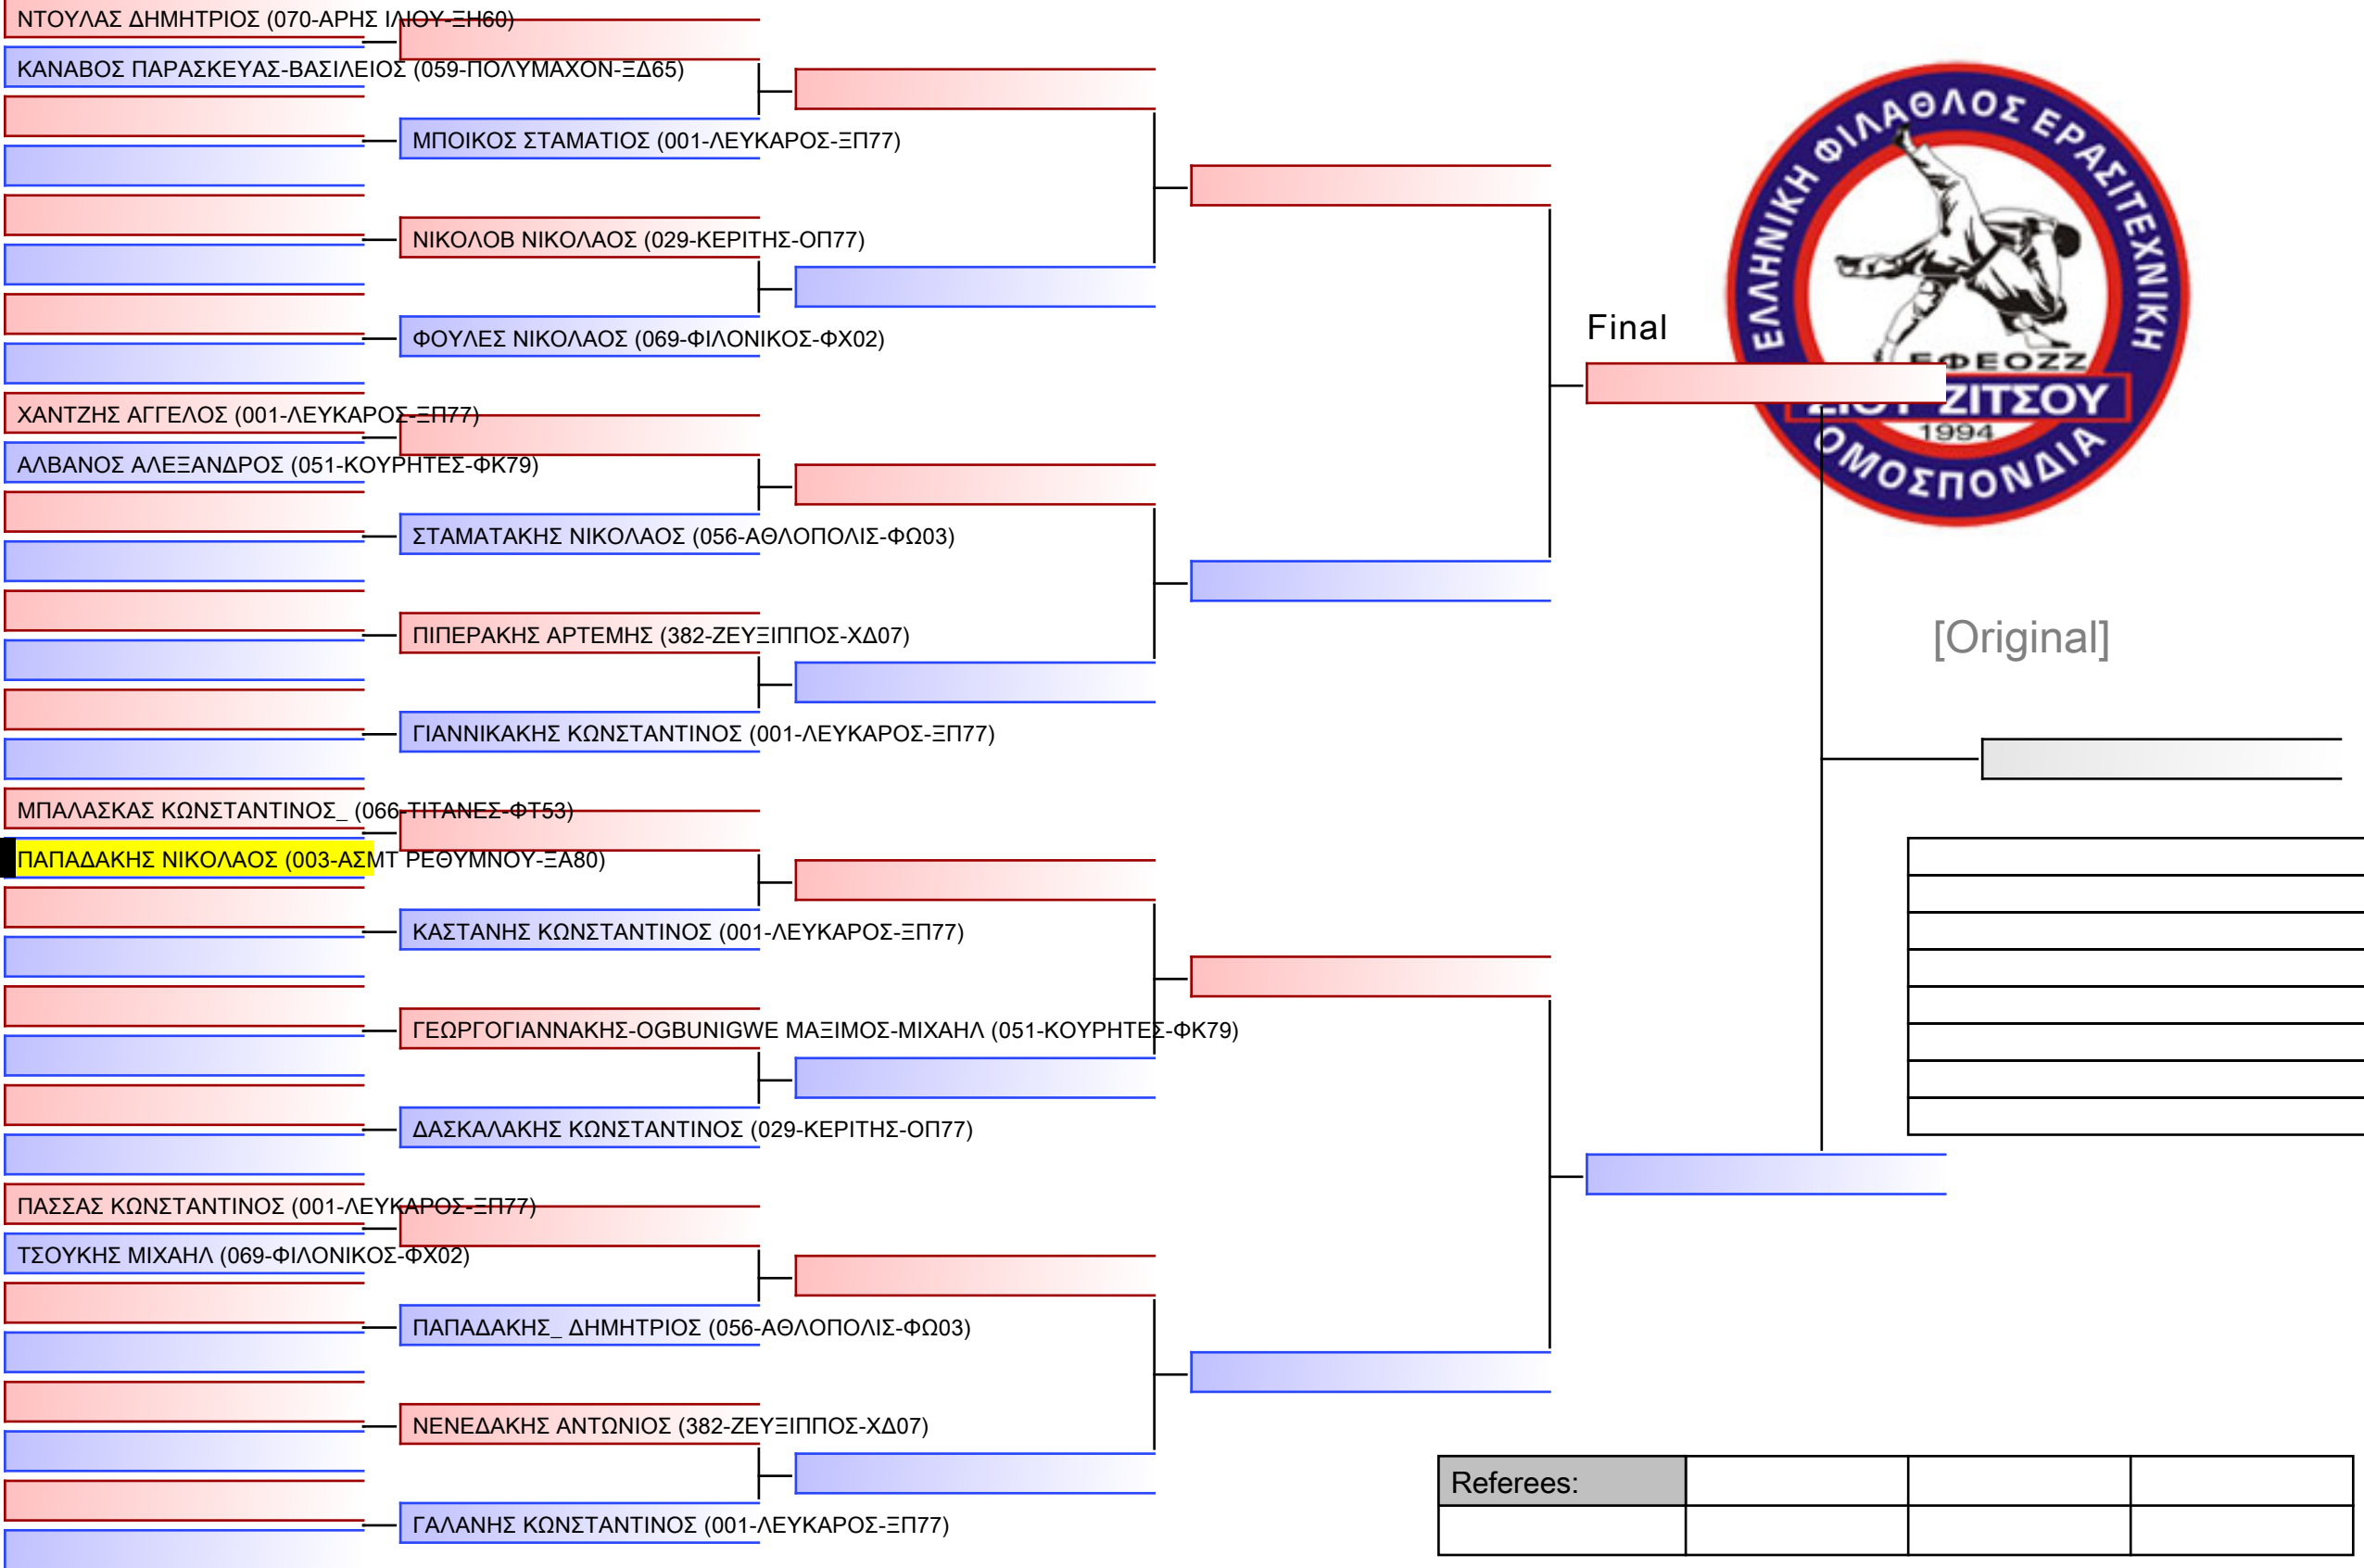 ΝΤΟΥΛΑΣ ΔΗΜΗΤΡΙΟΣ (070-ΑΡΗΣ ΙΛΙΟΥ-ΞΗ60)
ΚΑΝΑΒΟΣ ΠΑΡΑΣΚΕΥΑΣ-ΒΑΣΙΛΕΙΟΣ (059-ΠΟΛΥΜΑΧΟΝ-ΞΔ65)
ΜΠΟΙΚΟΣ ΣΤΑΜΑΤΙΟΣ (001-ΛΕΥΚΑΡΟΣ-ΞΠ77)
ΝΙΚΟΛΟΒ ΝΙΚΟΛΑΟΣ (029-ΚΕΡΙΤΗΣ-ΟΠ77)
ΦΟΥΛΕΣ ΝΙΚΟΛΑΟΣ (069-ΦΙΛΟΝΙΚΟΣ-ΦΧ02)
ΧΑΝΤΖΗΣ ΑΓΓΕΛΟΣ (001-ΛΕΥΚΑΡΟΣ-ΞΠ77)
ΑΛΒΑΝΟΣ ΑΛΕΞΑΝΔΡΟΣ (051-ΚΟΥΡΗΤΕΣ-ΦΚ79)
ΣΤΑΜΑΤΑΚΗΣ ΝΙΚΟΛΑΟΣ (056-ΑΘΛΟΠΟΛΙΣ-ΦΩ03)
ΠΙΠΕΡΑΚΗΣ ΑΡΤΕΜΗΣ (382-ΖΕΥΞΙΠΠΟΣ-ΧΔ07)
ΓΙΑΝΝΙΚΑΚΗΣ ΚΩΝΣΤΑΝΤΙΝΟΣ (001-ΛΕΥΚΑΡΟΣ-ΞΠ77)
ΜΠΑΛΑΣΚΑΣ ΚΩΝΣΤΑΝΤΙΝΟΣ_ (066-ΤΙΤΑΝΕΣ-ΦΤ53)
ΠΑΠΑΔΑΚΗΣ ΝΙΚΟΛΑΟΣ (003-ΑΣΜΤ ΡΕΘΥΜΝΟΥ-ΞΑ80)
ΚΑΣΤΑΝΗΣ ΚΩΝΣΤΑΝΤΙΝΟΣ (001-ΛΕΥΚΑΡΟΣ-ΞΠ77)
ΓΕΩΡΓΟΓΙΑΝΝΑΚΗΣ-OGBUNIGWE ΜΑΞΙΜΟΣ-ΜΙΧΑΗΛ (051-ΚΟΥΡΗΤΕΣ-ΦΚ79)
ΔΑΣΚΑΛΑΚΗΣ ΚΩΝΣΤΑΝΤΙΝΟΣ (029-ΚΕΡΙΤΗΣ-ΟΠ77)
ΠΑΣΣΑΣ ΚΩΝΣΤΑΝΤΙΝΟΣ (001-ΛΕΥΚΑΡΟΣ-ΞΠ77)
ΤΣΟΥΚΗΣ ΜΙΧΑΗΛ (069-ΦΙΛΟΝΙΚΟΣ-ΦΧ02)
ΠΑΠΑΔΑΚΗΣ_ ΔΗΜΗΤΡΙΟΣ (056-ΑΘΛΟΠΟΛΙΣ-ΦΩ03)
ΝΕΝΕΔΑΚΗΣ ΑΝΤΩΝΙΟΣ (382-ΖΕΥΞΙΠΠΟΣ-ΧΔ07)
ΓΑΛΑΝΗΣ ΚΩΝΣΤΑΝΤΙΝΟΣ (001-ΛΕΥΚΑΡΟΣ-ΞΠ77)
Final
ΕΛΛΗΝΙΚΗ ΦΙΛΑΘΛΟΣ ΕΡΑΣΙΤΕΧΝΙΚΗ
ΕΦΕΟΖΖ
ΖΙΤΣΟΥ
1994
ΟΜΟΣΠΟΝΔΙΑ
[Original]
Referees: